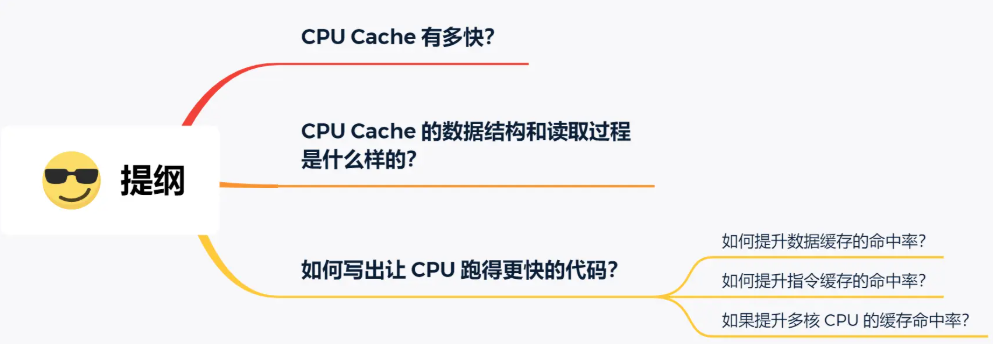 CPU Cache 有多快？
CPU Cache 的数据结构和读取过程
是什么样的？
提纲
如何写出让 CPU 跑得更快的代码？
如何提升数据缓存的命中率？
如何提升指令缓存的命中率？
如果提升多核 CPU 的缓存命中率？